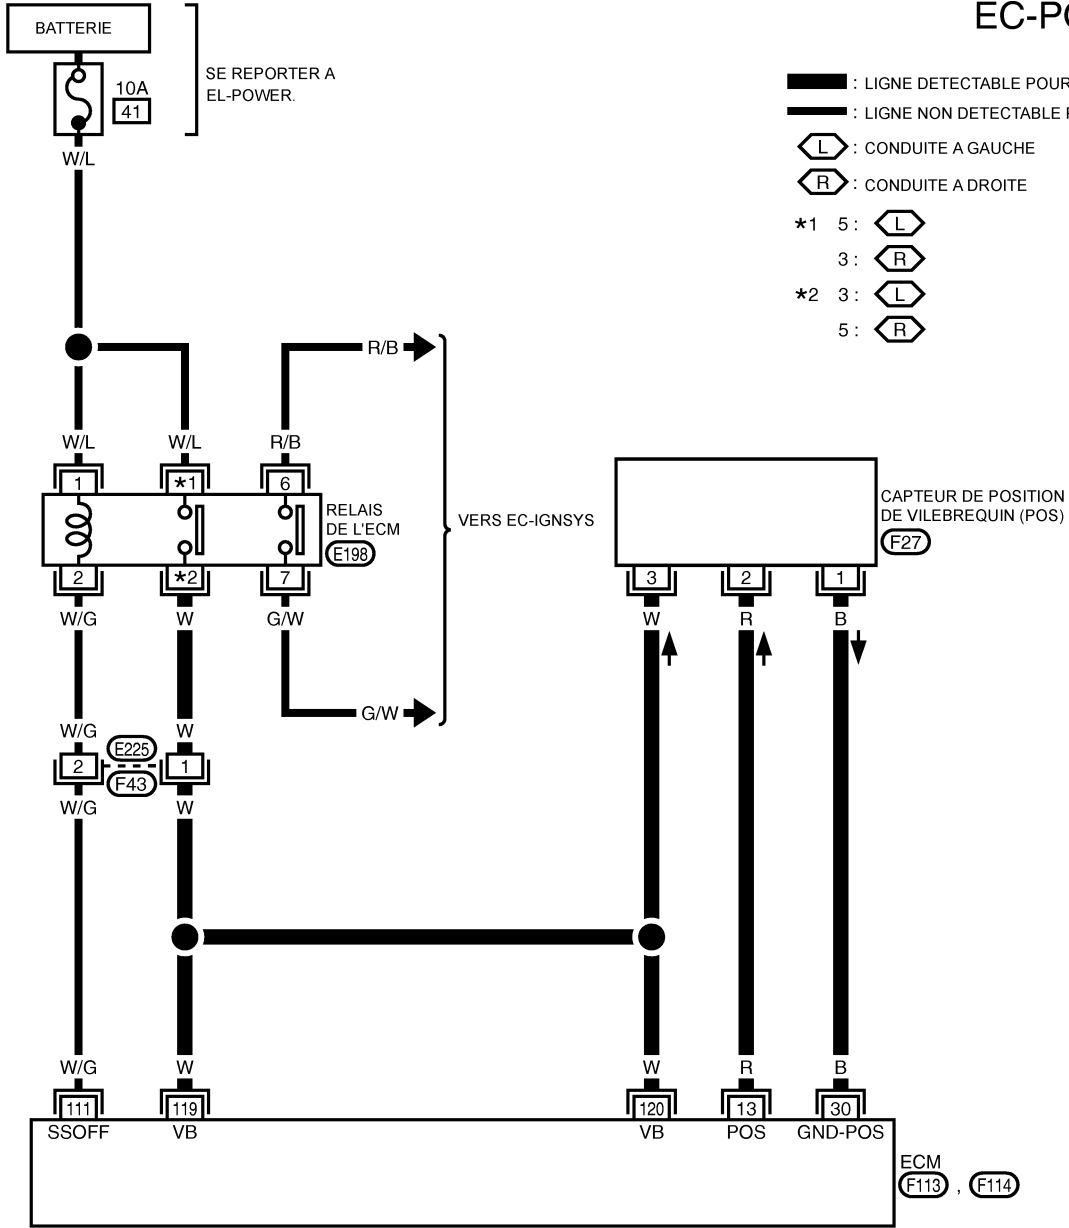 EC-PO
BATTERIE
10A
41
SE REPORTER A
EL-POWER.
: LIGNE DETECTABLE POUR
: LIGNE NON DETECTABLE
L : CONDUITE A GAUCHE
R : CONDUITE A DROITE
*1 5 : L
3 : R
*2 3 : L
5 : R
W/L
R/B
W/L W/L R/B
1 *1 6
RELAIS
DE L'ECM
E198
2 *2 7
VERS EC-IGNSYS
CAPTEUR DE POSITION
DE VILEBREQUIN (POS)
F27
3 2 1
W/G W G/W W R B
G/W
W/G W
2 E225 1
F43
W/G W
W/G W W R B
111 119 120 13 30
SSOFF VB VB POS GND-POS
ECM
F113 , F114